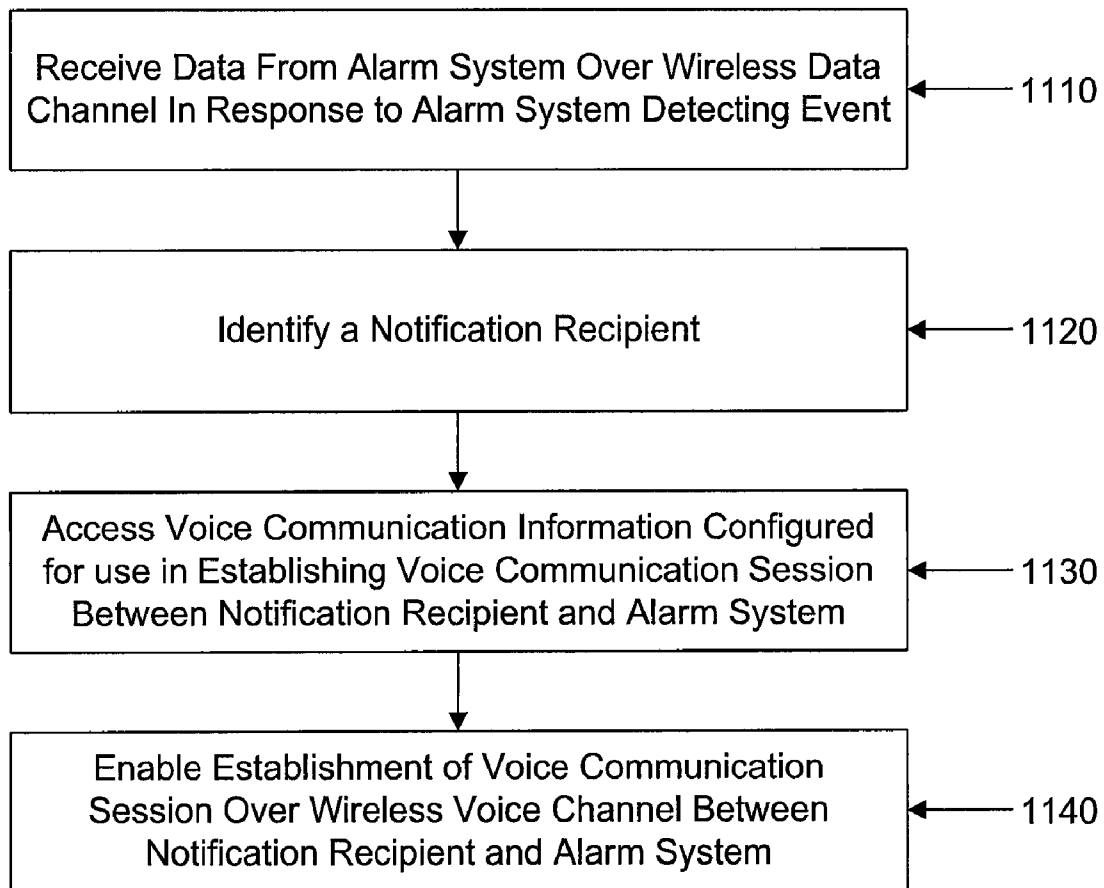 Receive Data From Alarm System Over Wireless Data
Channel In Response to Alarm System Detecting Event
1110
Identify a Notification Recipient
1120
Access Voice Communication Information Configured
for use in Establishing Voice Communication Session
Between Notification Recipient and Alarm System
1130
Enable Establishment of Voice Communication
Session Over Wireless Voice Channel Between
Notification Recipient and Alarm System
1140